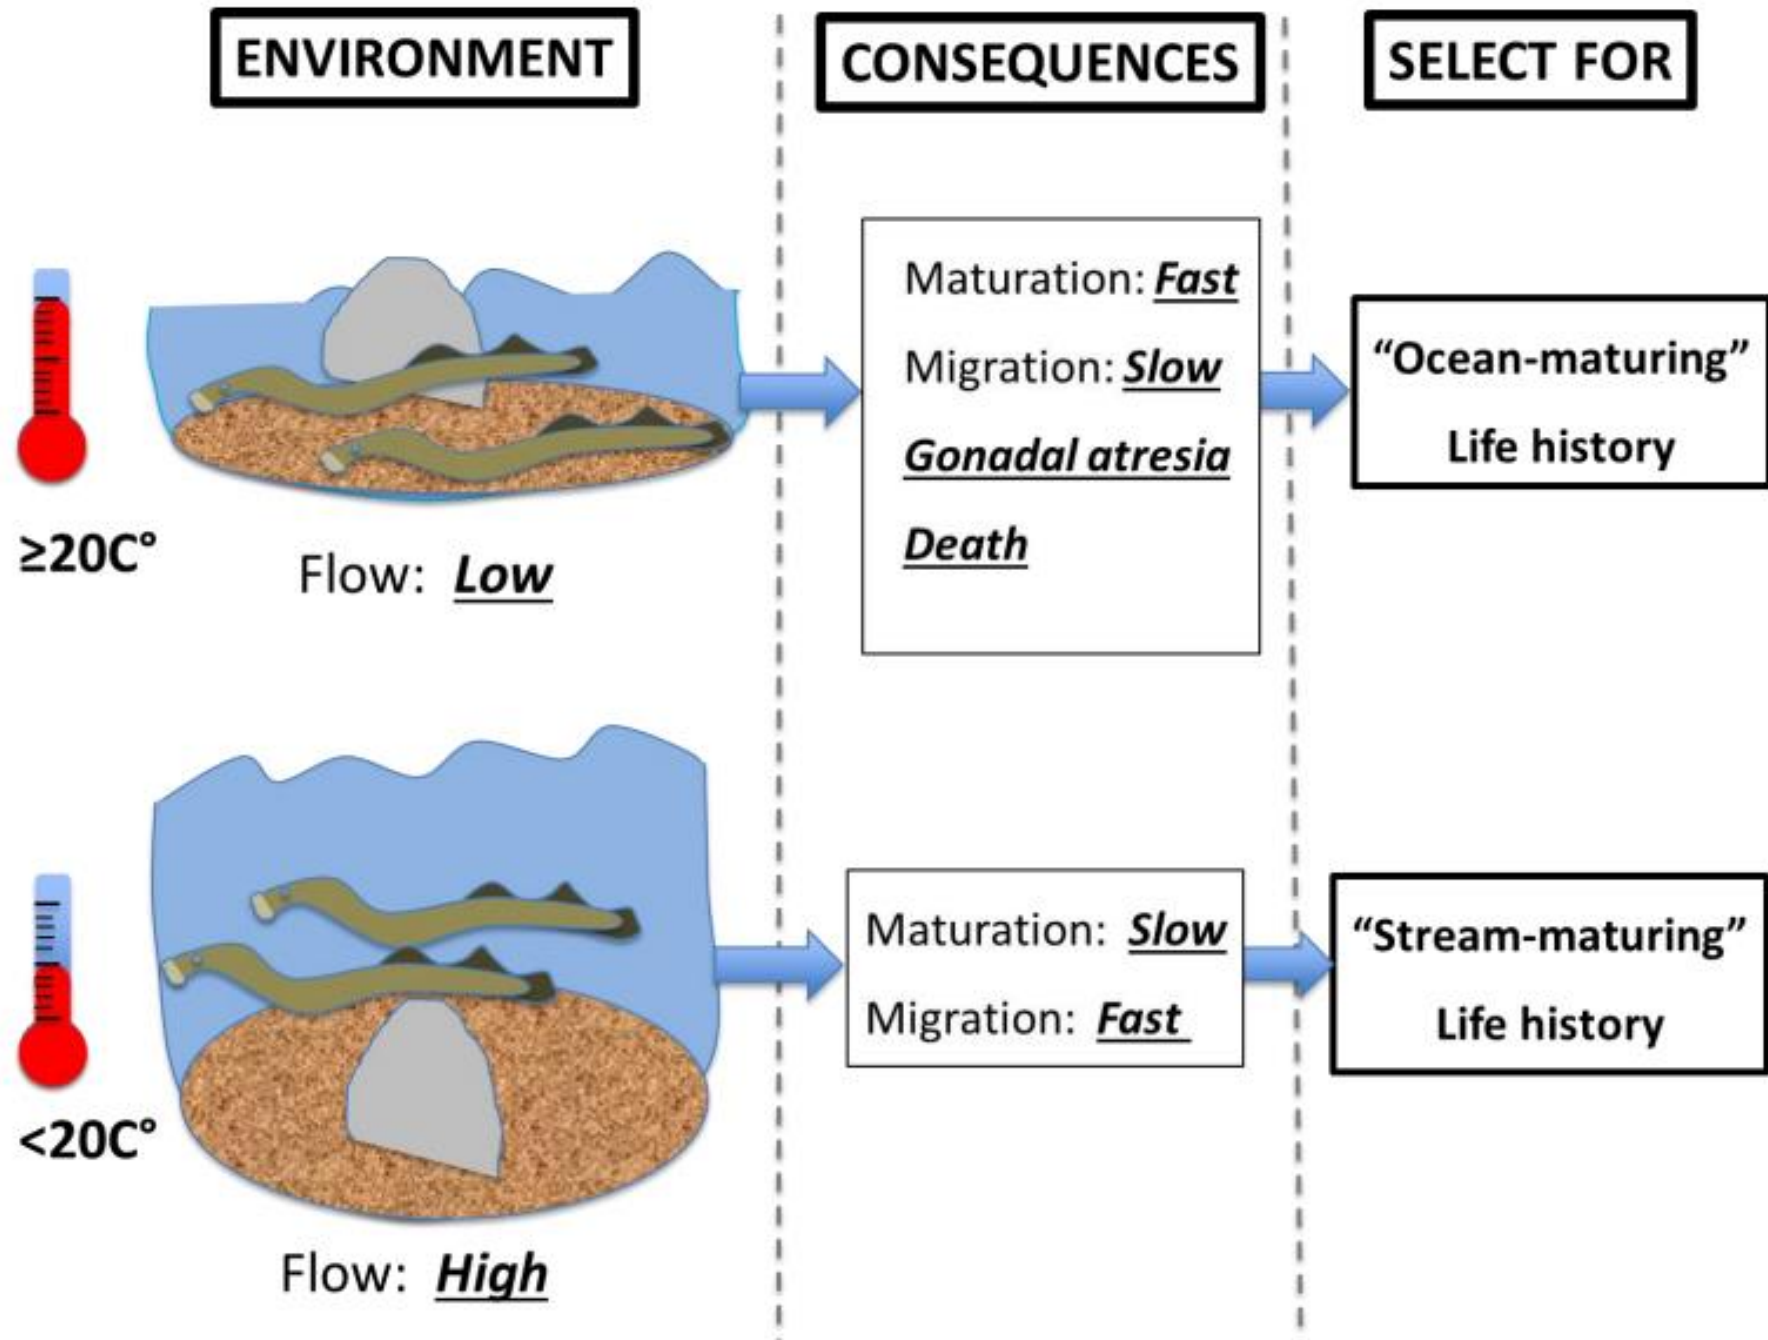 ENVIRONMENT
CONSEQUENCES
SELECT FOR
≥20C°
Flow: Low
Maturation: Fast
Migration: Slow
Gonadal atresia
Death
“Ocean-maturing”
Life history
<20C°
Flow: High
Maturation: Slow
Migration: Fast
“Stream-maturing”
Life history